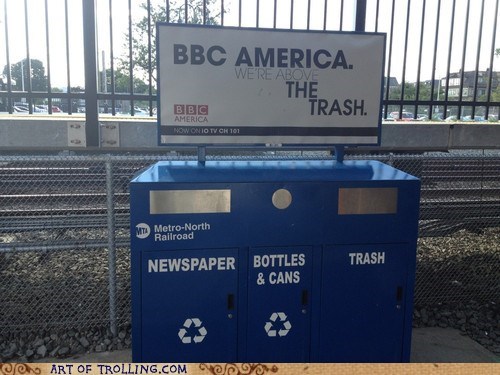 BBC AMERICA.
WE'RE ABOVE
THE
TRASH.
BBC
AMERICA
NOW ON IO TV CH 101
MTA
Metro-North
Railroad
NEWSPAPER
BOTTLES
& CANS
TRASH
ART OF TROLLING.COM